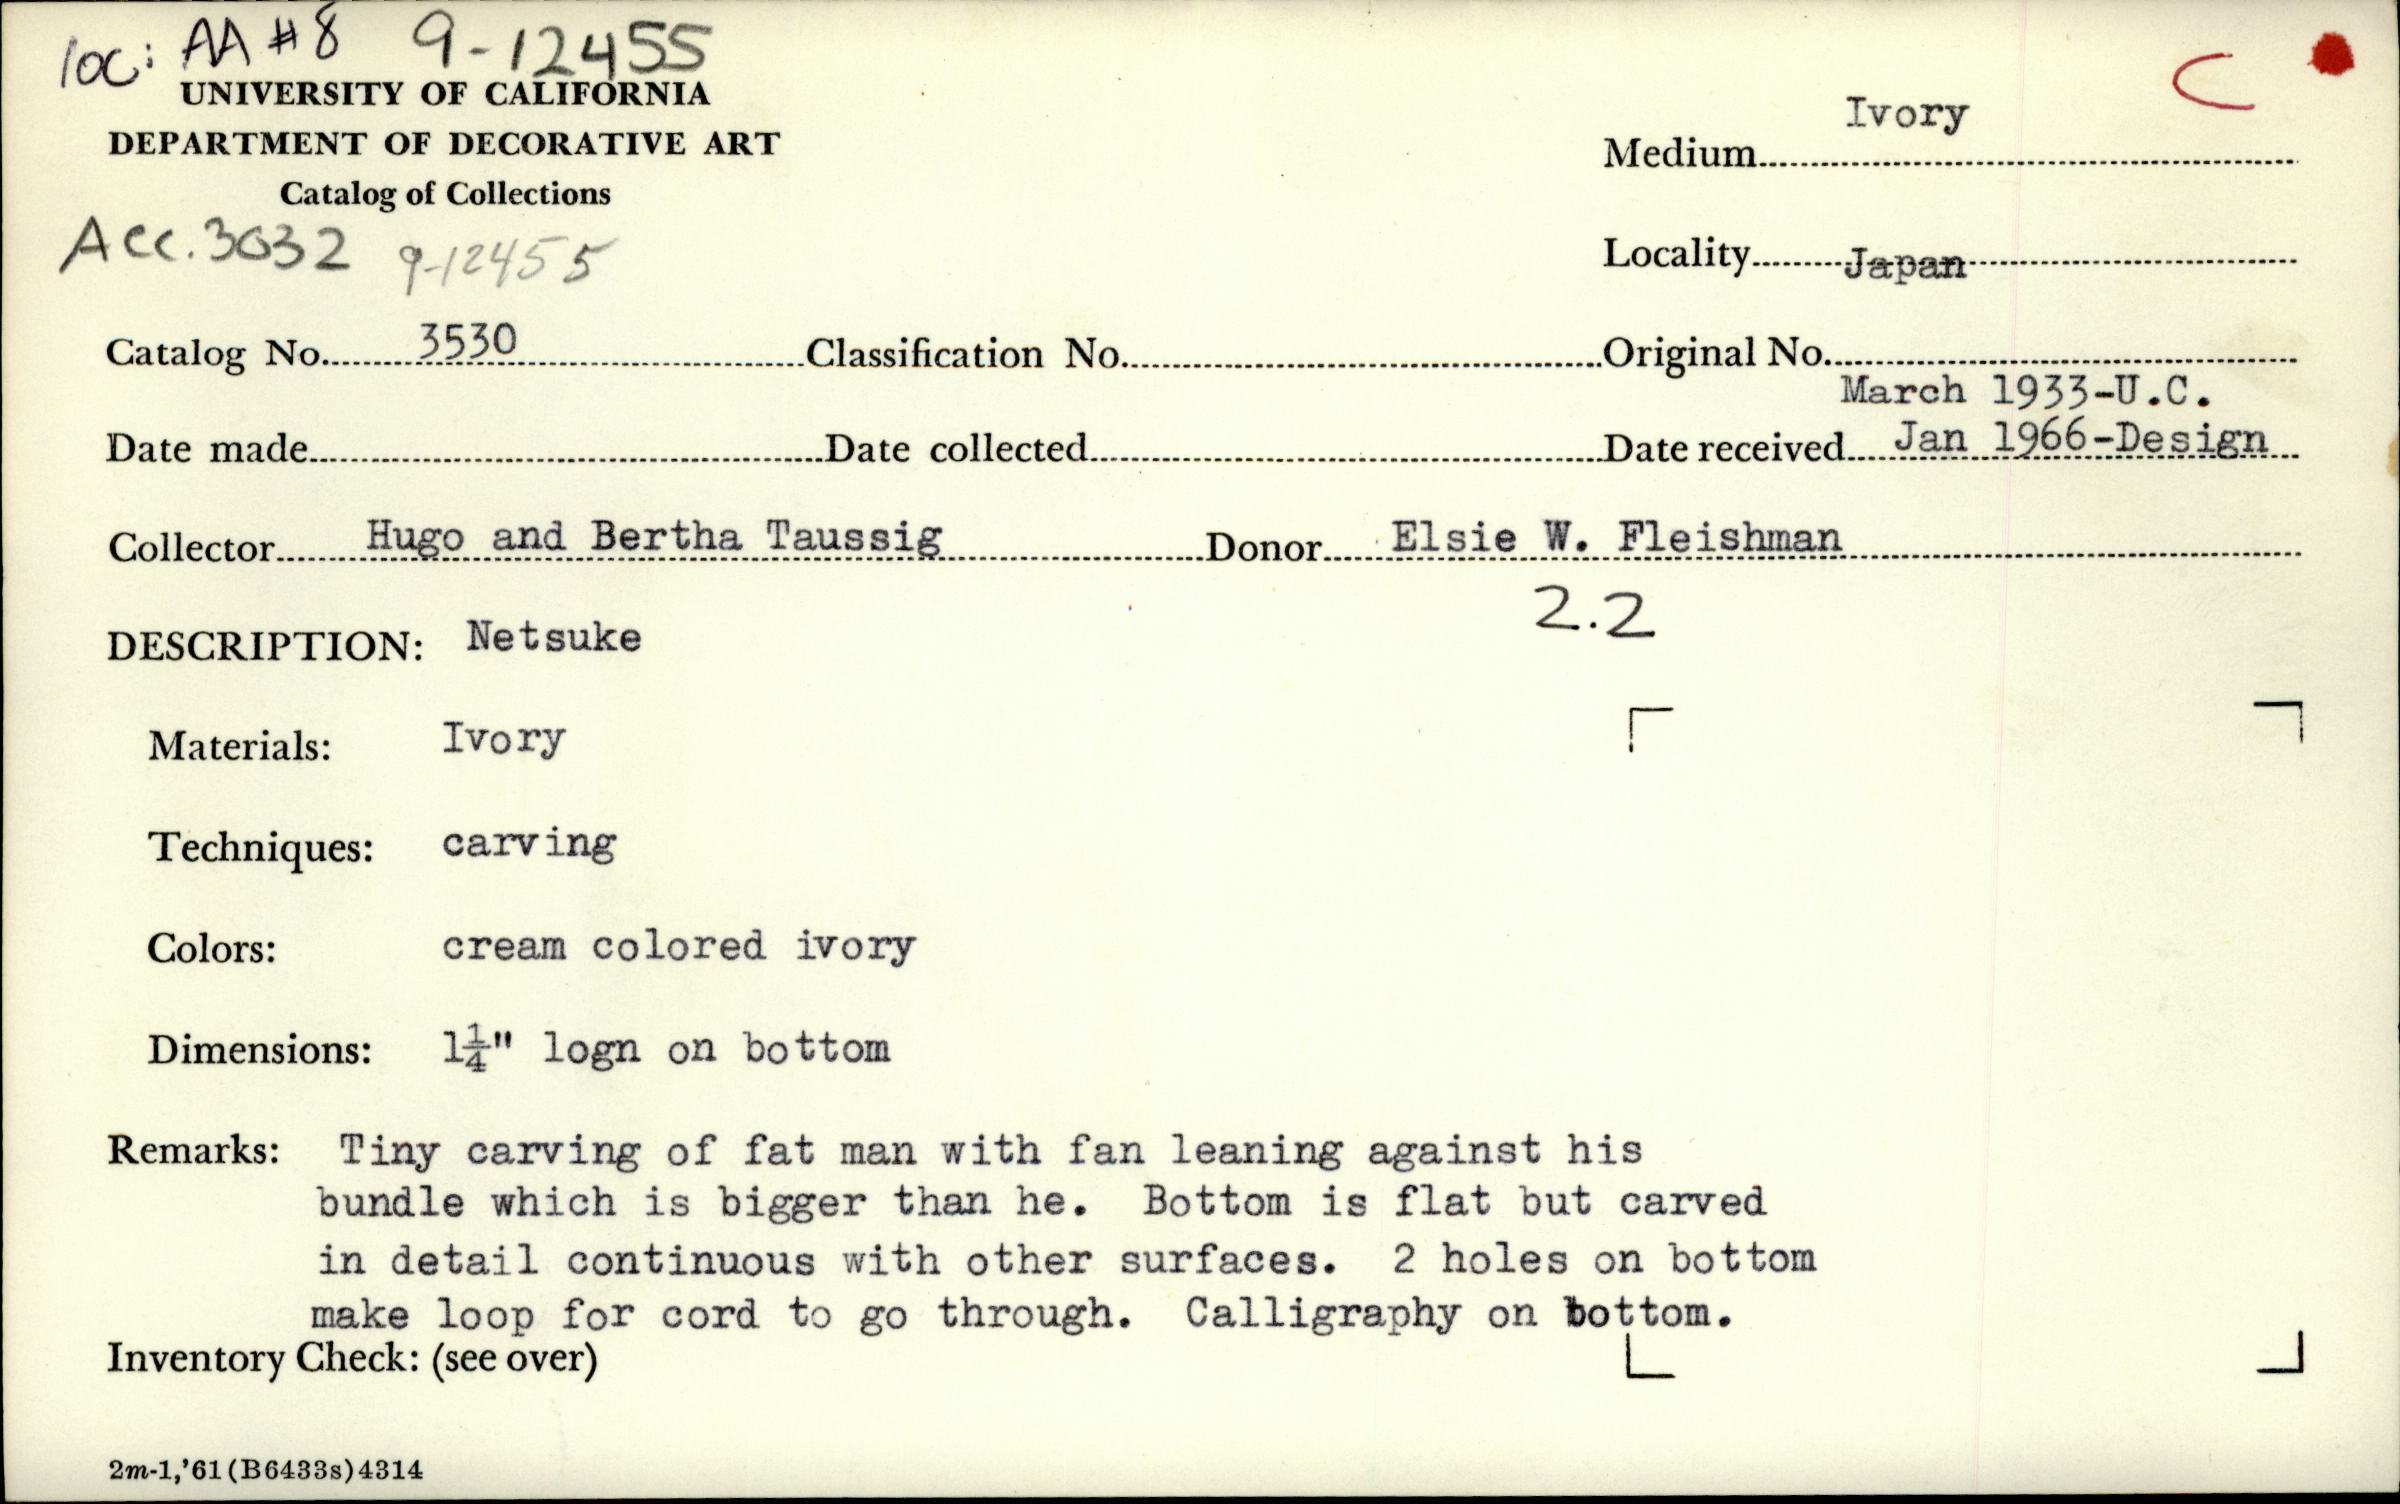 loc: AA #8 9-12455
UNIVERSITY OF CALIFORNIA
DEPARTMENT OF DECORATIVE ART
Catalog of Collections
Acc. 3032 9-12455
C
Medium Ivory
Locality Japan
Catalog No. 3530 Classification No. Original No.
March 1933-U.C.
Date made Date collected Date received Jan 1966-Design
Collector Hugo and Bertha Taussig Donor Elsie W. Fleishman
2.2
DESCRIPTION: Netsuke
Materials: Ivory
Techniques: carving
Colors: cream colored ivory
Dimensions: 1¼" logn on bottom
Remarks: Tiny carving of fat man with fan leaning against his
bundle which is bigger than he. Bottom is flat but carved
in detail continuous with other surfaces. 2 holes on bottom
make loop for cord to go through. Calligraphy on bottom.
Inventory Check: (see over)
2m-1,'61(B6433s)4314